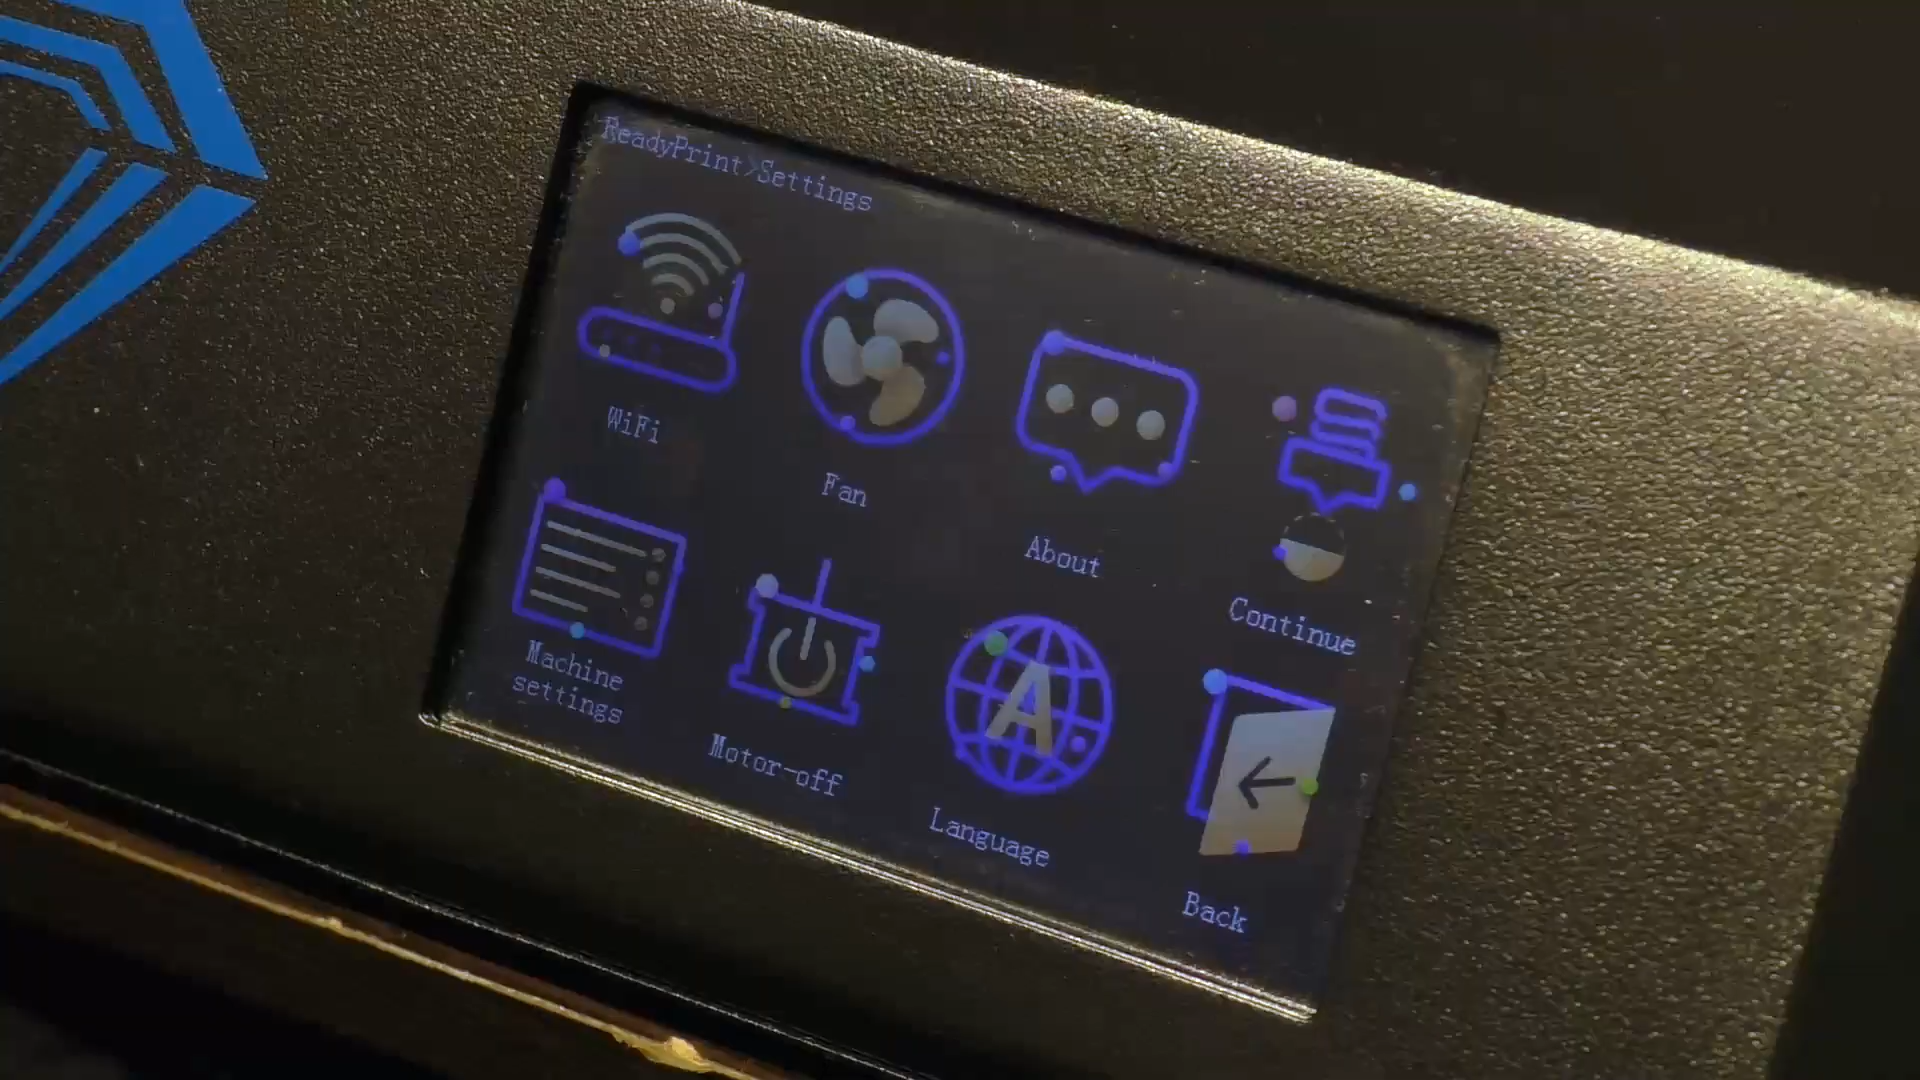 ReadyPrint>Settings
WiFi
Fan
About
Continue
Machine
settings
Motor-off
A
Language
Back